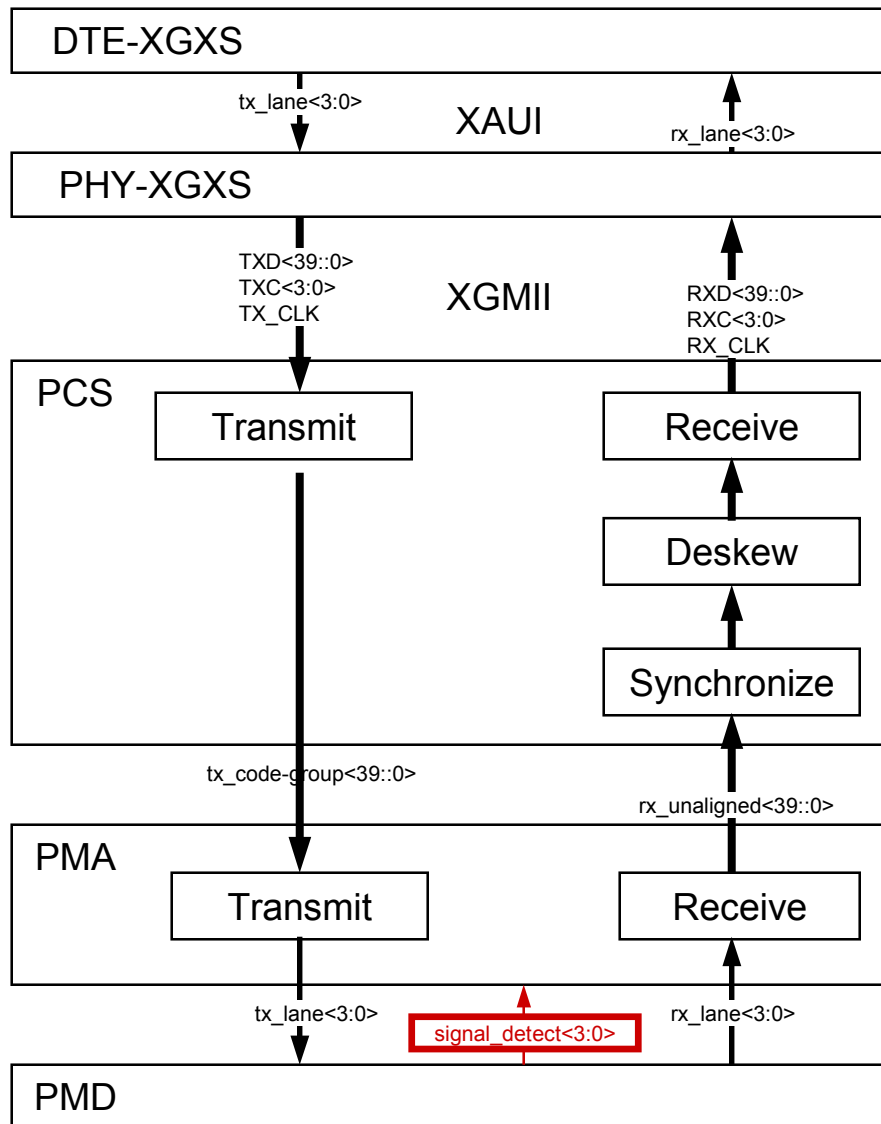 DTE-XGXS
tx_lane<3:0>
XAUI
rx_lane<3:0>
PHY-XGXS
TXD<39::0>
TXC<3:0>
TX_CLK
XGMII
RXD<39::0>
RXC<3:0>
RX_CLK
PCS
Transmit
Receive
Deskew
Synchronize
tx_code-group<39::0>
rx_unaligned<39::0>
PMA
Transmit
Receive
tx_lane<3:0>
signal_detect<3:0>
rx_lane<3:0>
PMD